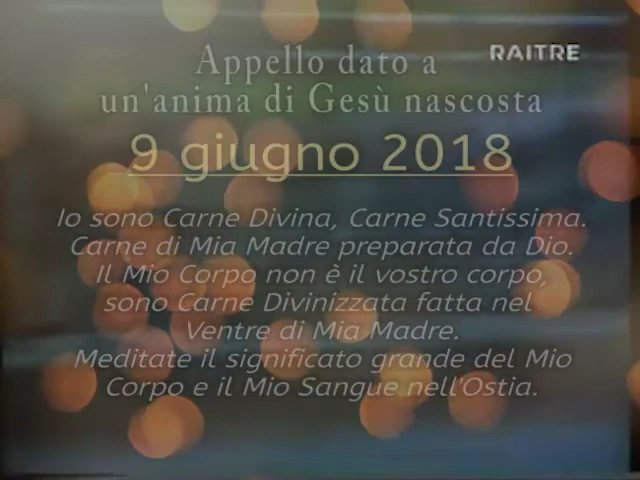 RAITRE
Appello dato a
un'anima di Gesù nascosta
9 giugno 2018
Io sono Carne Divina, Carne Santissima.
Carne di Mia Madre preparata da Dio.
Il Mio Corpo non è il vostro corpo,
sono Carne Divinizzata fatta nel
Ventre di Mia Madre.
Meditate il significato grande del Mio
Corpo e il Mio Sangue nell'Ostia.